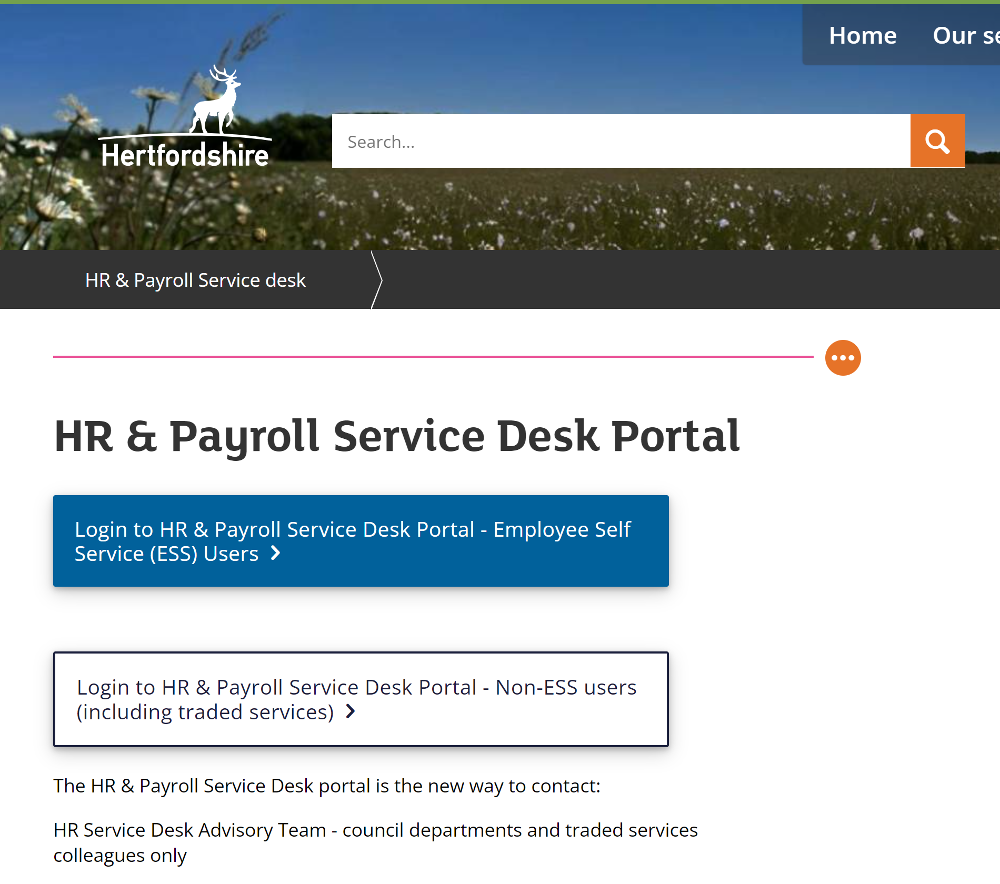 Home
Our se
Hertfordshire
Search...
HR & Payroll Service desk
HR & Payroll Service Desk Portal
Login to HR & Payroll Service Desk Portal - Employee Self
Service (ESS) Users
Login to HR & Payroll Service Desk Portal - Non-ESS users
(including traded services)
The HR & Payroll Service Desk portal is the new way to contact:
HR Service Desk Advisory Team - council departments and traded services
colleagues only